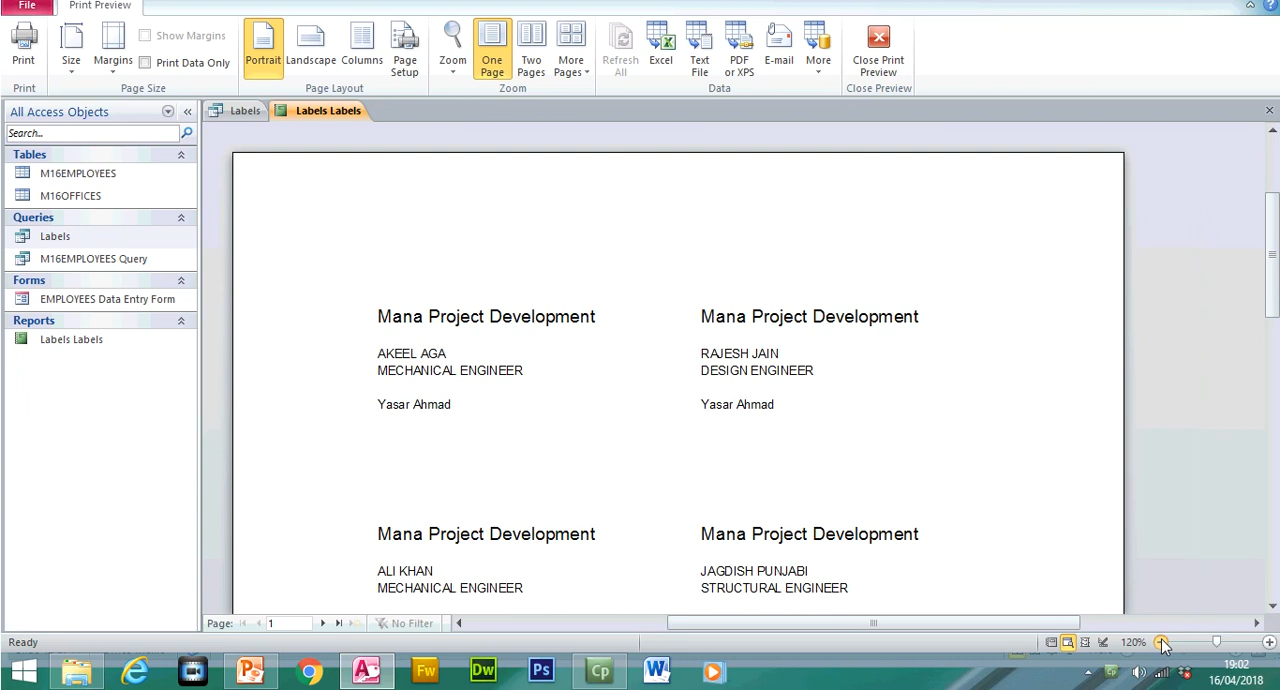 File Print Preview
Print
Size
Margins
Show Margins
Print Data Only
Portrait
Landscape
Columns
Page Setup
Zoom
One Page
Two Pages
More Pages
Refresh All
Excel
Text File
PDF or XPS
E-mail
More
Close Print Preview
Print Page Size Page Layout Zoom Data Close Preview
All Access Objects
Search...
Tables
M16EMPLOYEES
M16OFFICES
Queries
Labels
M16EMPLOYEES Query
Forms
EMPLOYEES Data Entry Form
Reports
Labels Labels
Labels Labels Labels
Mana Project Development Mana Project Development
AKEEL AGA RAJESH JAIN
MECHANICAL ENGINEER DESIGN ENGINEER
Yasar Ahmad Yasar Ahmad
Mana Project Development Mana Project Development
ALI KHAN JAGDISH PUNJABI
MECHANICAL ENGINEER STRUCTURAL ENGINEER
Page: 1 No Filter
Ready 120%
Fw Dw Ps Cp W
19:02
16/04/2018